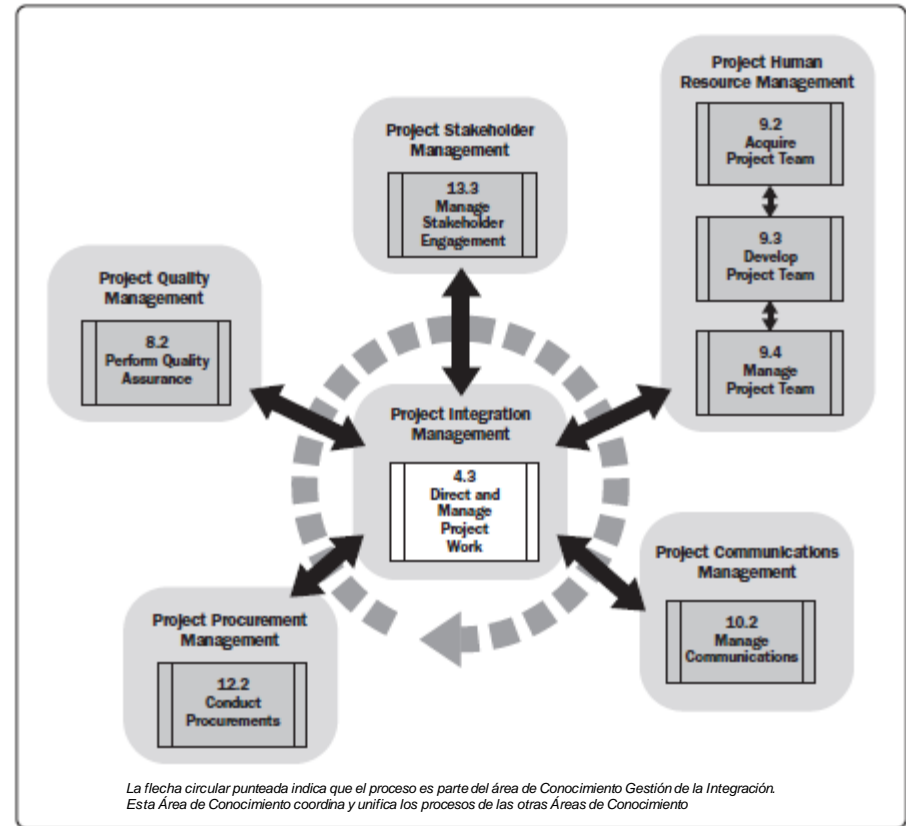 Project Human
Resource Management
9.2
Acquire
Project Team
9.3
Develop
Project Team
9.4
Manage
Project Team
Project Stakeholder
Management
13.3
Manage
Stakeholder
Engagement
Project Quality
Management
8.2
Perform Quality
Assurance
Project Integration
Management
4.3
Direct and
Manage
Project
Work
Project Communications
Management
10.2
Manage
Communications
Project Procurement
Management
12.2
Conduct
Procurements
La flecha circular punteada indica que el proceso es parte del área de Conocimiento Gestión de la Integración.
Esta Área de Conocimiento coordina y unifica los procesos de las otras Áreas de Conocimiento